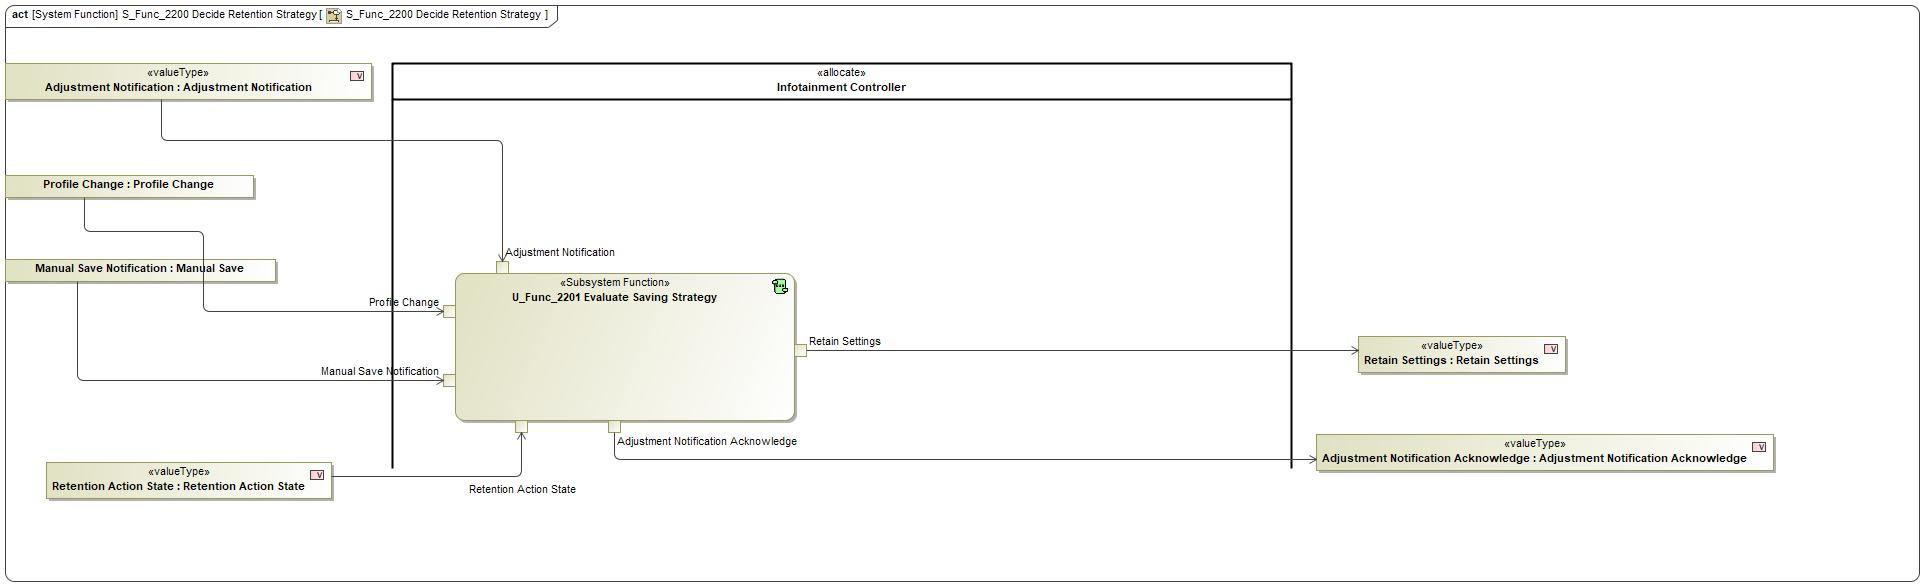 act [System Function] S_Func_2200 Decide Retention Strategy [ S_Func_2200 Decide Retention Strategy ]
«valueType»
Adjustment Notification : Adjustment Notification
V
«allocate»
Infotainment Controller
Profile Change : Profile Change
Manual Save Notification : Manual Save
Adjustment Notification
«Subsystem Function»
U_Func_2201 Evaluate Saving Strategy
Profile Change
Manual Save Notification
Retain Settings
«valueType»
Retain Settings : Retain Settings
V
Adjustment Notification Acknowledge
«valueType»
Adjustment Notification Acknowledge : Adjustment Notification Acknowledge
V
«valueType»
Retention Action State : Retention Action State
V
Retention Action State